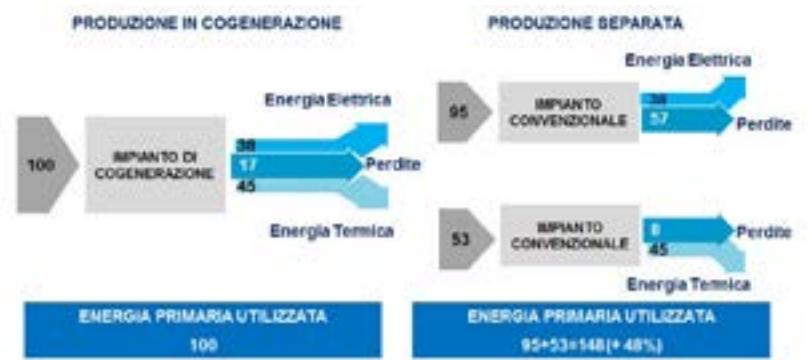 PRODUZIONE IN COGENERAZIONE
100
IMPIANTO DI
COGENERAZIONE
Energia Elettrica
38
17
45
Perdite
Energia Termica
ENERGIA PRIMARIA UTILIZZATA
100
PRODUZIONE SEPARATA
Energia Elettrica
95
IMPIANTO
CONVENZIONALE
38
57
Perdite
53
IMPIANTO
CONVENZIONALE
8
45
Perdite
Energia Termica
ENERGIA PRIMARIA UTILIZZATA
95+53=148(+ 48%)